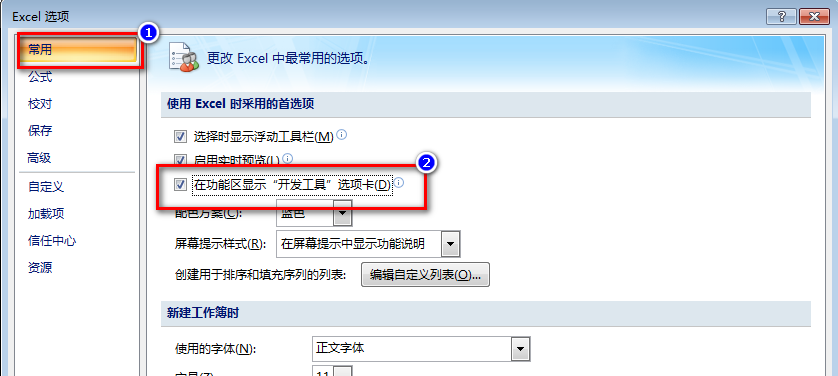 Excel 选项
常用
1
公式
校对
保存
高级
自定义
加载项
信任中心
资源
更改 Excel 中最常用的选项。
使用 Excel 时采用的首选项
选择时显示浮动工具栏(M)
启用实时预览(L)
2
在功能区显示“开发工具”选项卡(D)
配色方案(C): 蓝色
屏幕提示样式(R): 在屏幕提示中显示功能说明
创建用于排序和填充序列的列表: 编辑自定义列表(O)...
新建工作簿时
使用的字体(N): 正文字体
字号(Z): 11